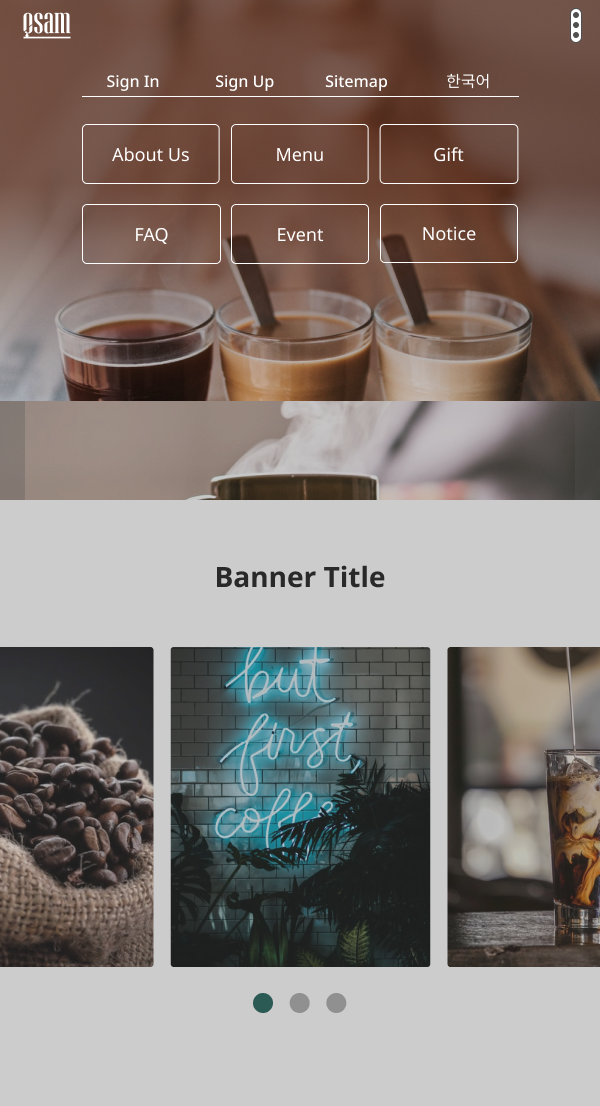 Qsam
Sign In Sign Up Sitemap 한국어
About Us Menu Gift
FAQ Event Notice
Banner Title
but
first,